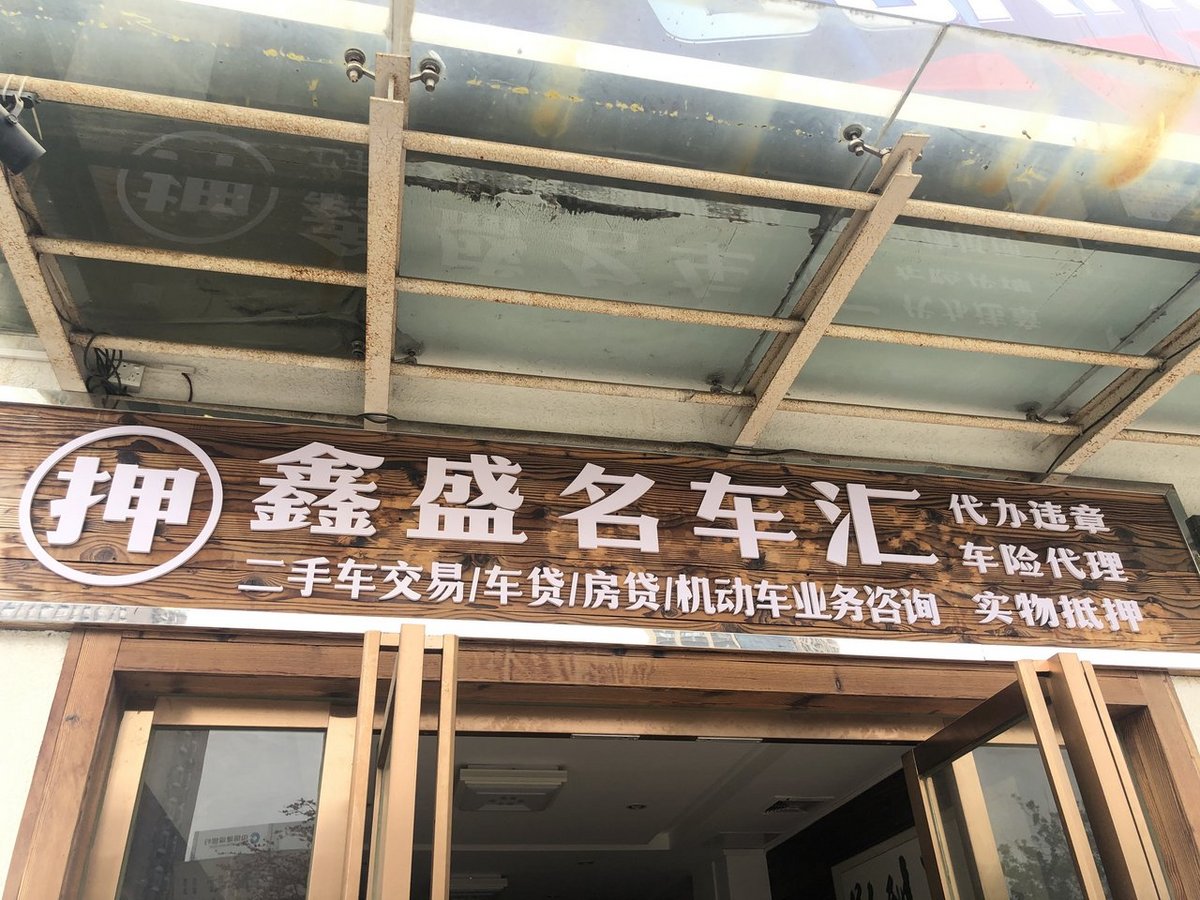 押
鑫盛名车汇
代办违章
车险代理
二手车交易/车贷/房贷/机动车业务咨询 实物抵押